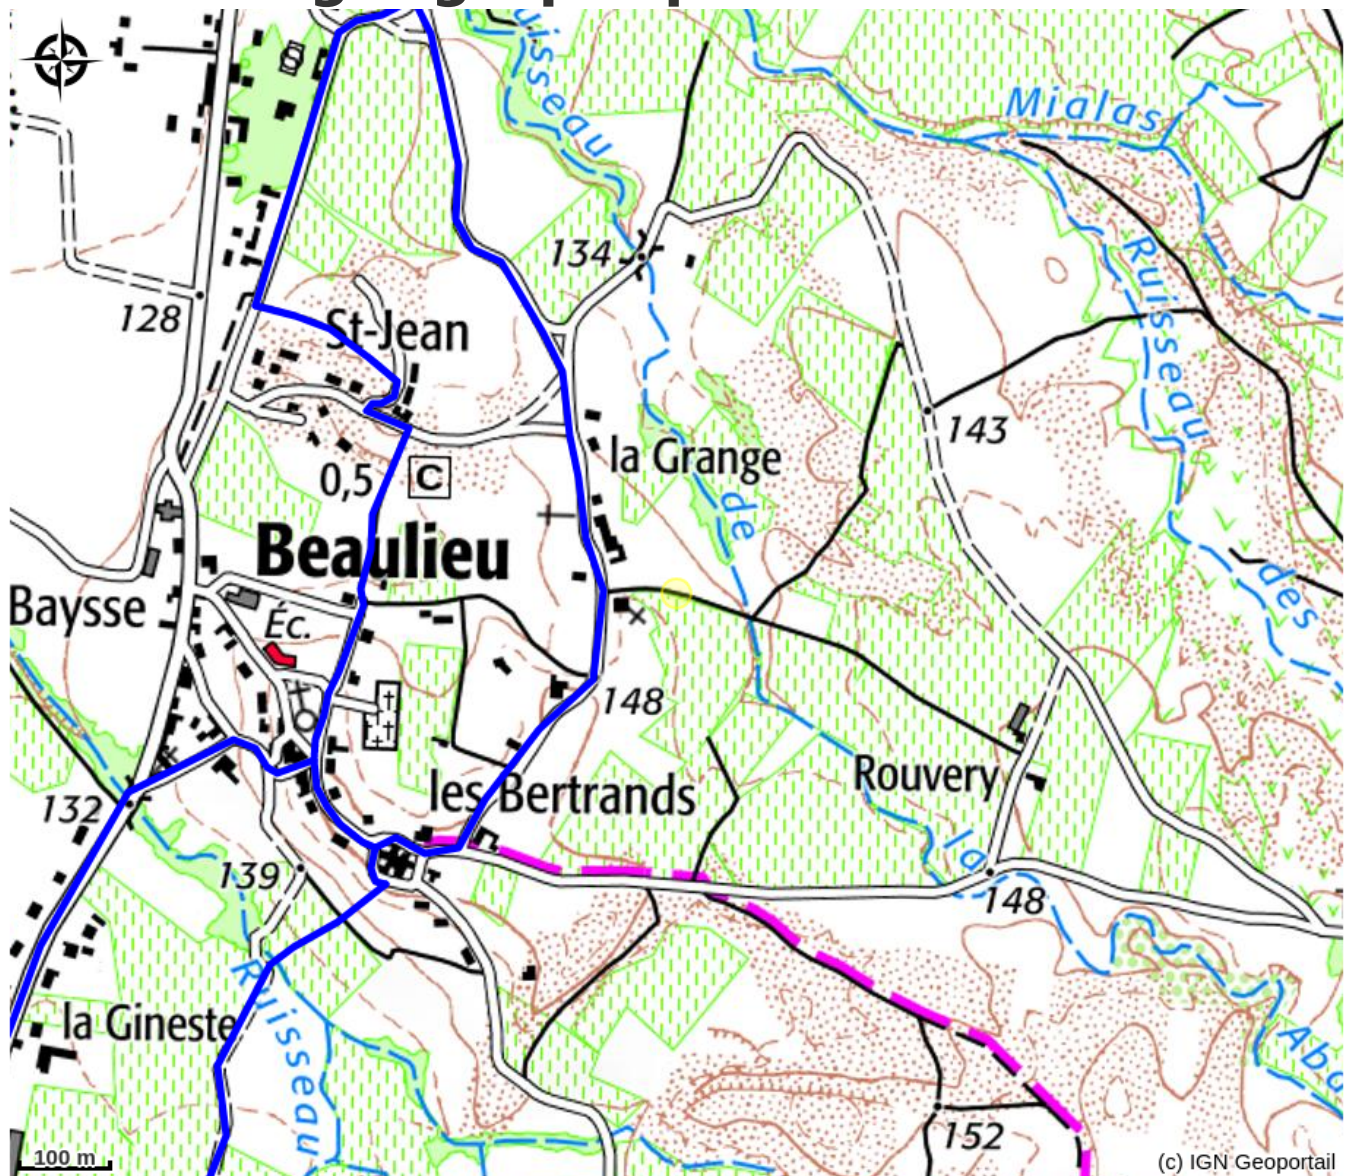 Ruisseau
Mialas
134
Ruisseau
128
St-Jean
143
la Grange
0,5
C
de
Beaulieu
des
Baysse
Éc.
148
Rouvery
les Bertrands
132
la
139
148
Ruisseau
la Gineste
152
100 m
(c) IGN Geoportail